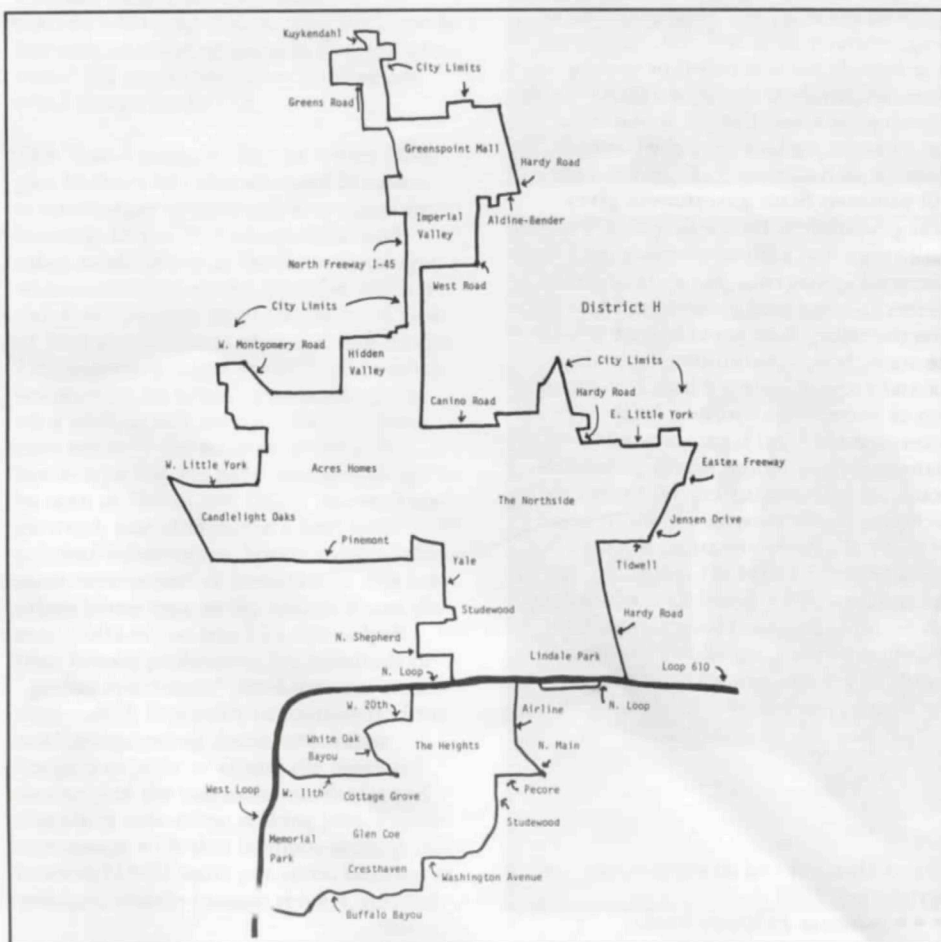 Kuykendahl
City Limits
Greens Road
Greenspoint Mall
Hardy Road
Imperial
Valley
Aldine-Bender
North Freeway I-45
West Road
City Limits
District H
W. Montgomery Road
Hidden
Valley
City Limits
Hardy Road
Canino Road
E. Little York
W. Little York
Acres Homes
Eastex Freeway
Candlelight Oaks
The Northside
Jensen Drive
Pinemont
Yale
Tidwell
Studewood
Hardy Road
N. Shepherd
Lindale Park
Loop 610
N. Loop
W. 20th
Airline
N. Loop
White Oak
Bayou
The Heights
N. Main
W. 11th
Pecore
West Loop
Cottage Grove
Studewood
Memorial
Park
Glen Coe
Cresthaven
Washington Avenue
Buffalo Bayou